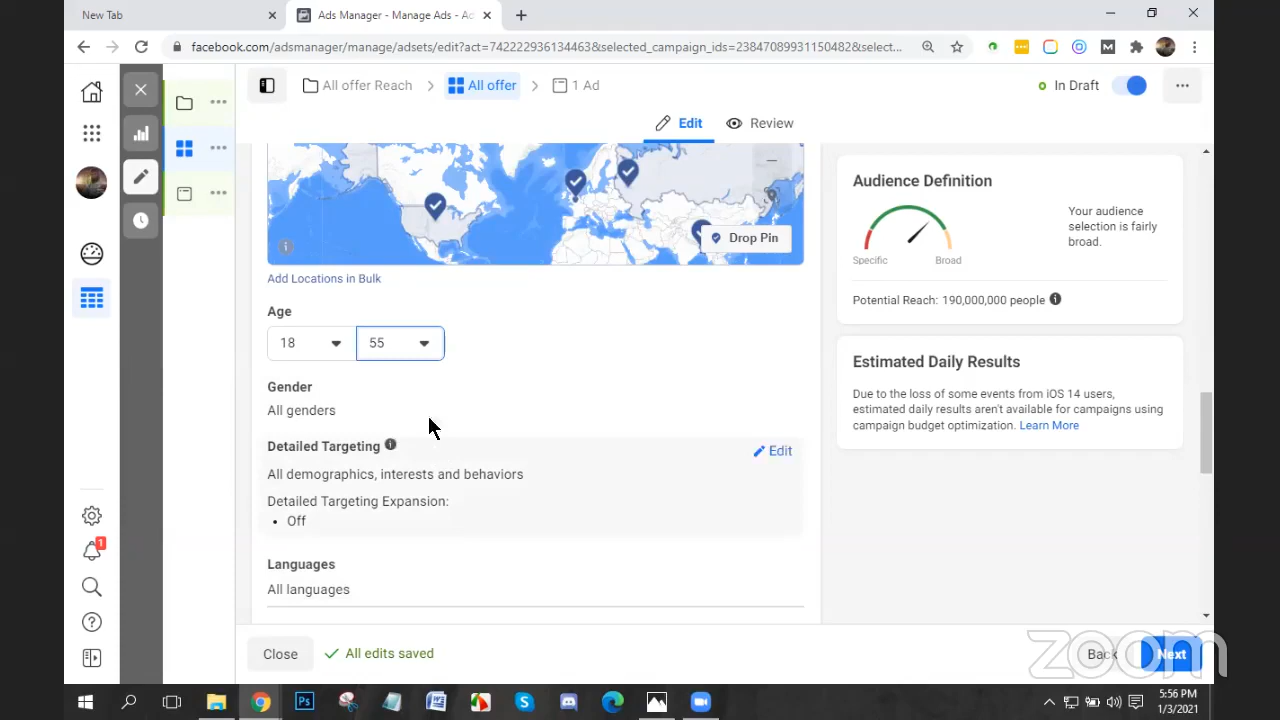 New Tab
Ads Manager - Manage Ads - Ac
facebook.com/adsmanager/manage/adsets/edit?act=742222936134463&selected_campaign_ids=23847089931150482&select...
All offer Reach
All offer
1 Ad
In Draft
Edit
Review
Drop Pin
Add Locations in Bulk
Age
18
55
Gender
All genders
Detailed Targeting
Edit
All demographics, interests and behaviors
Detailed Targeting Expansion:
• Off
Languages
All languages
Audience Definition
Your audience
selection is fairly
broad.
Specific
Broad
Potential Reach: 190,000,000 people
Estimated Daily Results
Due to the loss of some events from iOS 14 users,
estimated daily results aren't available for campaigns using
campaign budget optimization. Learn More
1
Close
All edits saved
Back
Next
zoom
5:56 PM
1/3/2021